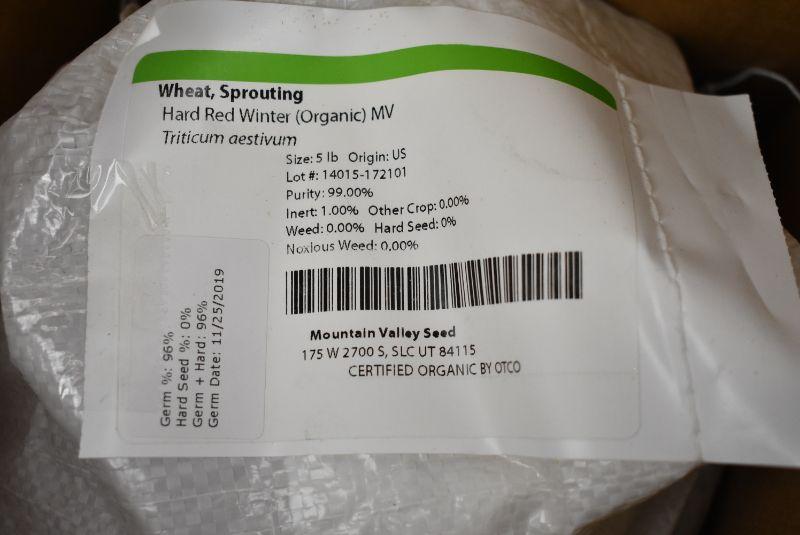 Wheat, Sprouting
Hard Red Winter (Organic) MV
Triticum aestivum
Size: 5 lb Origin: US
Lot #: 14015-172101
Purity: 99.00%
Inert: 1.00% Other Crop: 0.00%
Weed: 0.00% Hard Seed: 0%
Noxious Weed: 0.00%
Mountain Valley Seed
175 W 2700 S, SLC UT 84115
CERTIFIED ORGANIC BY OTCO
Germ %: 96%
Hard Seed %: 0%
Germ + Hard: 96%
Germ Date: 11/25/2019